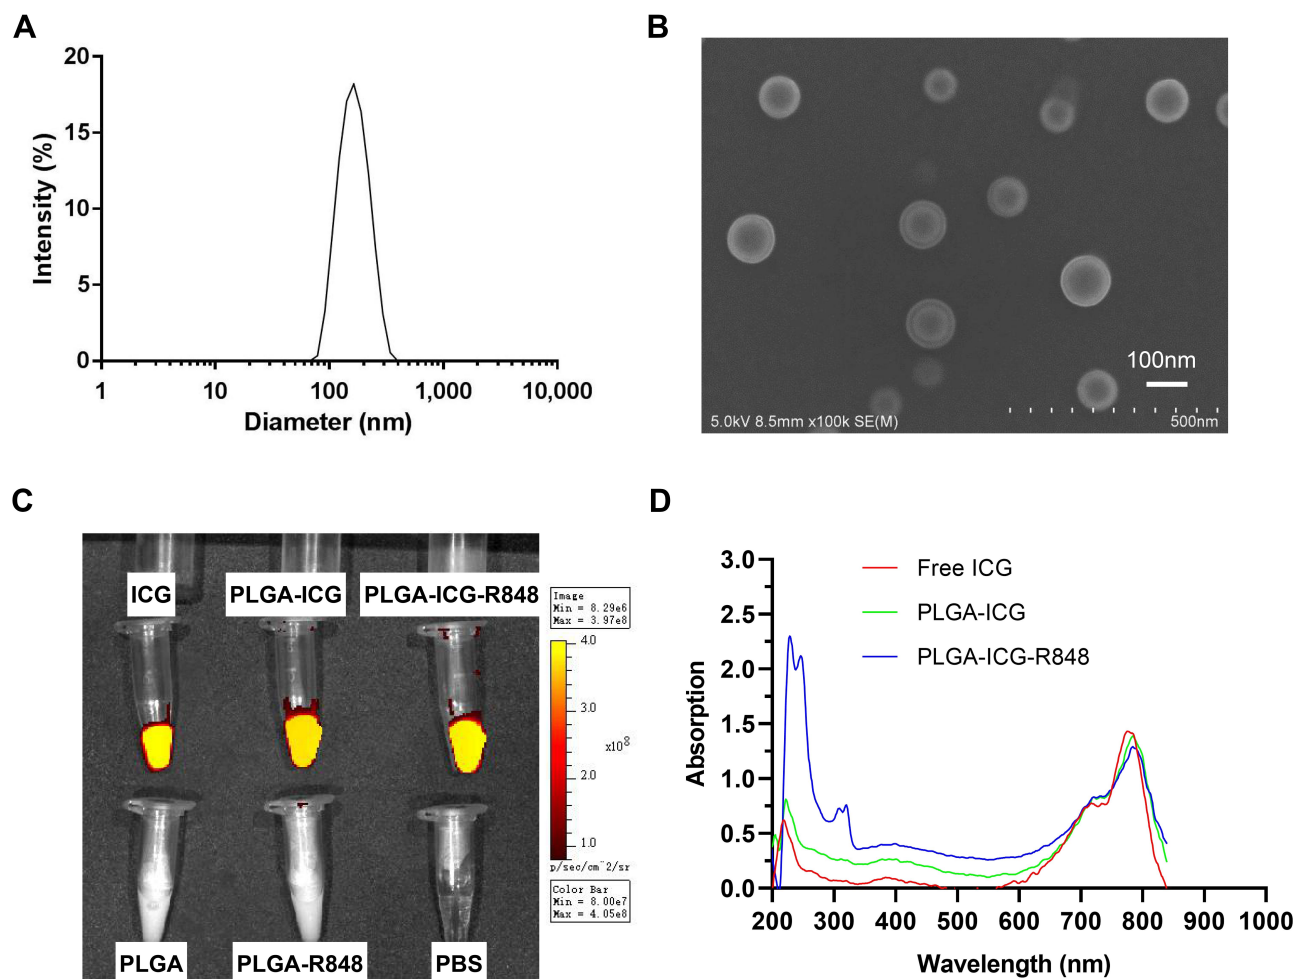 A
20
15
10
5
0
Intensity (%)
1
10
100
1,000
10,000
Diameter (nm)
B
100nm
5.0kV 8.5mm x100k SE(M)
500nm
C
ICG
PLGA-ICG
PLGA-ICG-R848
PLGA
PLGA-R848
PBS
Image
Min = 8.29e6
Max = 3.97e8
4.0
3.0
x10⁸
2.0
1.0
p/sec/cm^2/sr
Color Bar
Min = 8.00e7
Max = 4.05e8
D
Free ICG
PLGA-ICG
PLGA-ICG-R848
3.0
2.5
2.0
1.5
1.0
0.5
0.0
Absorption
200
300
400
500
600
700
800
900
1000
Wavelength (nm)